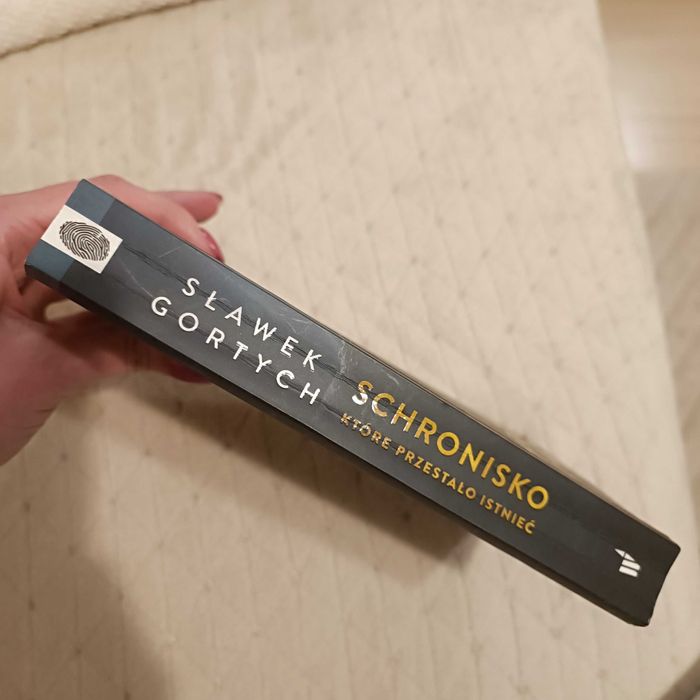 SŁAWEK
GORTYCH
SCHRONISKO
KTÓRE PRZESTAŁO ISTNIEĆ